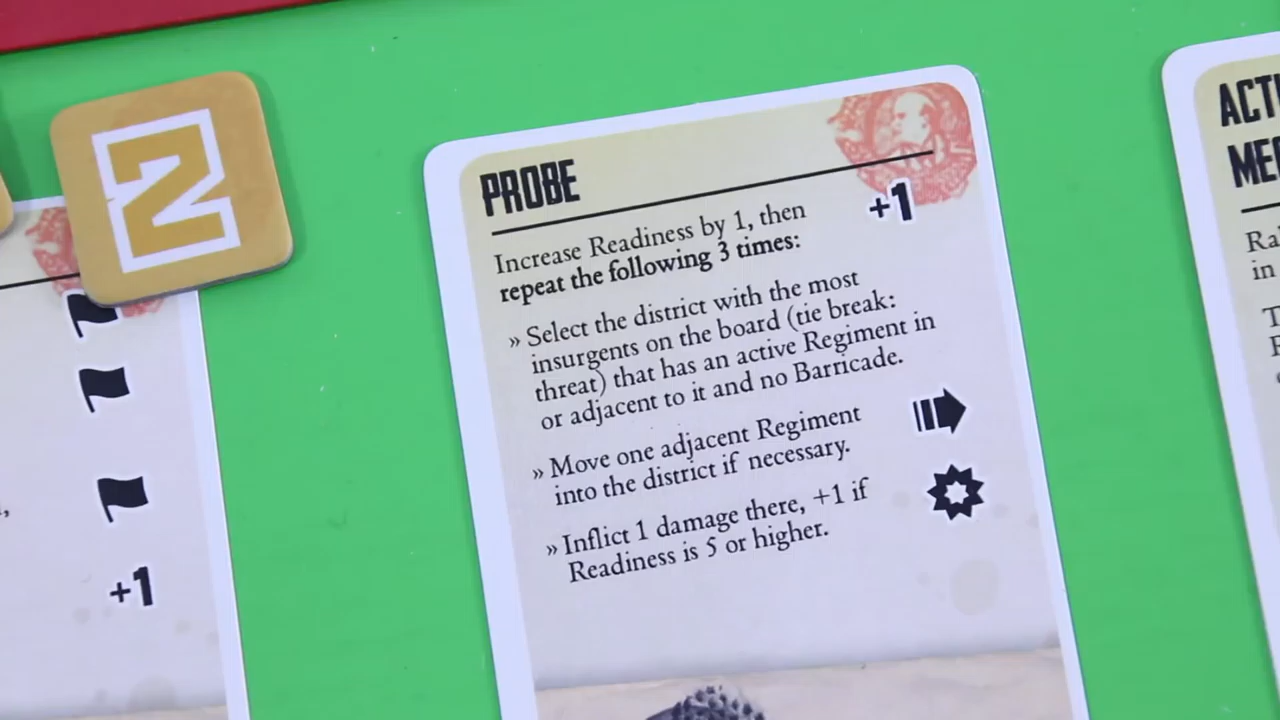 2
+1
PROBE
+1
Increase Readiness by 1, then
repeat the following 3 times:
» Select the district with the most
insurgents on the board (tie break:
threat) that has an active Regiment in
or adjacent to it and no Barricade.
» Move one adjacent Regiment
into the district if necessary.
» Inflict 1 damage there, +1 if
Readiness is 5 or higher.
in